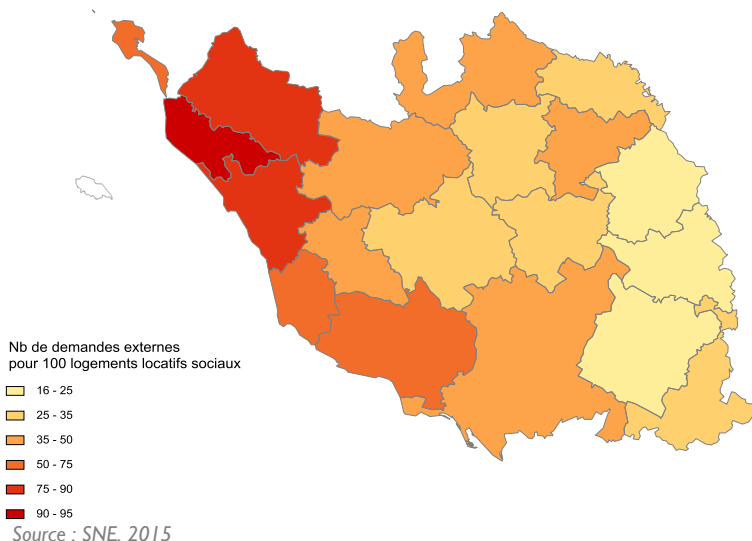 Nb de demandes externes
pour 100 logements locatifs sociaux
16 - 25
25 - 35
35 - 50
50 - 75
75 - 90
90 - 95
Source : SNE, 2015